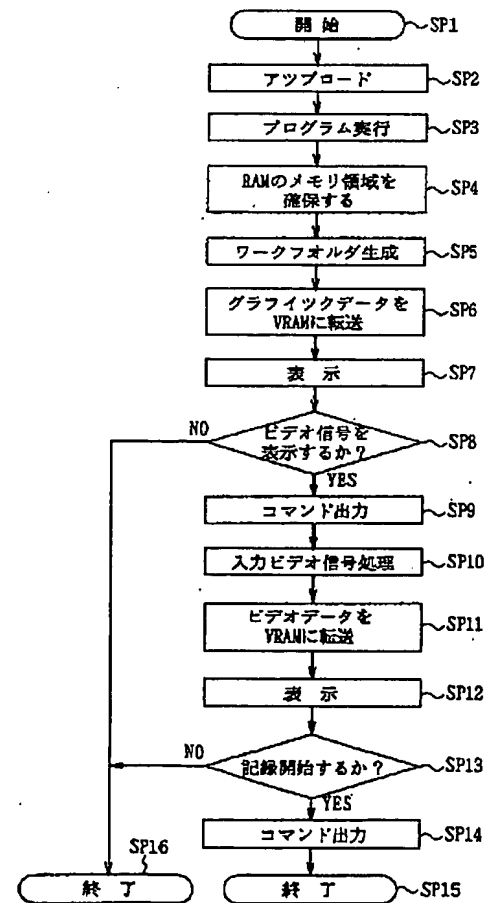 開 始
SP1
アツプロード
SP2
プログラム実行
SP3
RAMのメモリ領域を
確保する
SP4
ワークフオルダ生成
SP5
グラフイツクデータを
VRAMに転送
SP6
表 示
SP7
ビデオ信号を
表示するか?
SP8
NO
YES
コマンド出力
SP9
入力ビデオ信号処理
SP10
ビデオデータを
VRAMに転送
SP11
表 示
SP12
記録開始するか?
SP13
NO
YES
コマンド出力
SP14
SP16
終 了
終 了
SP15